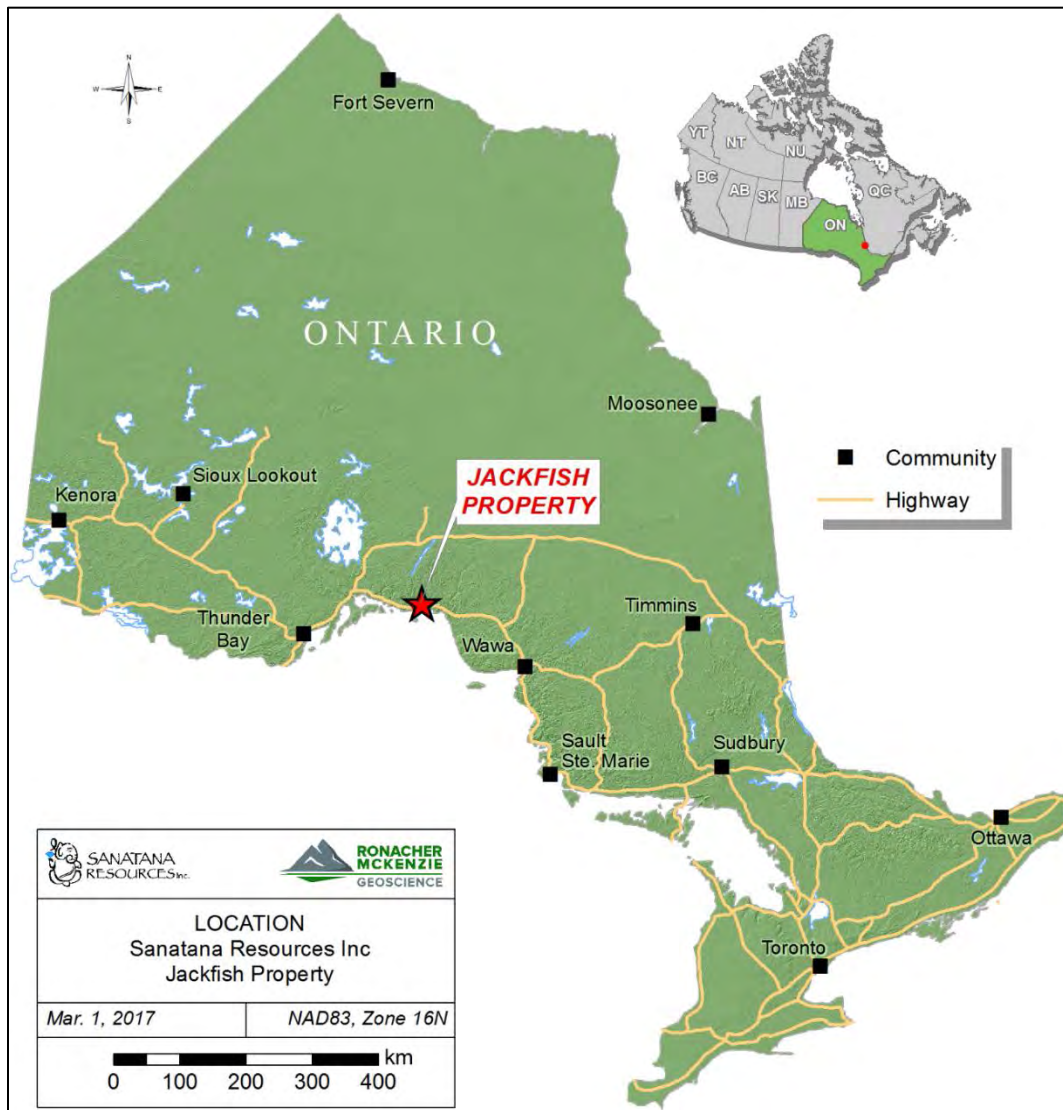 N
W
E
S
Fort Severn
YT
NT
NU
BC
AB
SK
MB
QC
ON
ONTARIO
Moosonee
Community
Highway
Kenora
Sioux Lookout
JACKFISH
PROPERTY
Thunder
Bay
Timmins
Wawa
Sault
Ste. Marie
Sudbury
Ottawa
Toronto
SANATANA
RESOURCES Inc.
RONACHER
MCKENZIE
GEOSCIENCE
LOCATION
Sanatana Resources Inc
Jackfish Property
Mar. 1, 2017
NAD83, Zone 16N
km
0 100 200 300 400